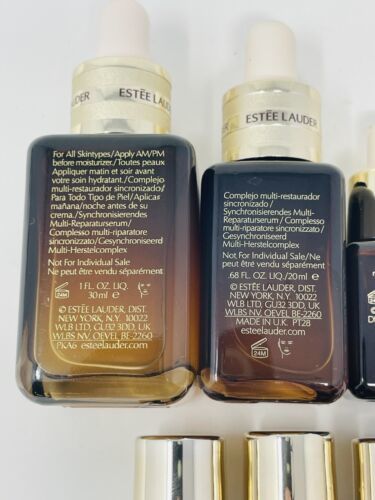 ESTĒE LAUDER
For All Skintypes/Apply AM/PM
before moisturizer./Toutes peaux
Appliquer matin et soir avant
votre soin hydratant./Complejo
multi-restaurador sincronizado/
Para Todo Tipo de Piel/Aplicar
mañana/noche antes de su
crema./Synchronisierendes
Multi-Reparaturserum/
Complesso multi-riparatore
sincronizzato/Gesynchroniseerd
Multi-Herstelcomplex
Not For Individual Sale/
Ne peut être vendu séparément
24M
1 FL. OZ. LIQ.
30 ml℮
© ESTĒE LAUDER, DIST.
NEW YORK, N.Y. 10022
WLB LTD, GU32 3DD, UK
WLBS NV, OEVEL BE-2260
PKA6
esteelauder.com
ESTĒE LAUDER
Complejo multi-restaurador
sincronizado/
Synchronisierendes Multi-
Reparaturserum/Complesso
multi-riparatore sincronizzato/
Gesynchroniseerd
Multi-Herstelcomplex
Not For Individual Sale/Ne
peut être vendu séparément
.68 FL. OZ. LIQ./20 ml℮
© ESTĒE LAUDER, DIST.
NEW YORK, N.Y. 10022
WLB LTD, GU32 3DD, UK
WLBS NV, OEVEL BE-2260
MADE IN U.K. PT28
esteelauder.com
24M